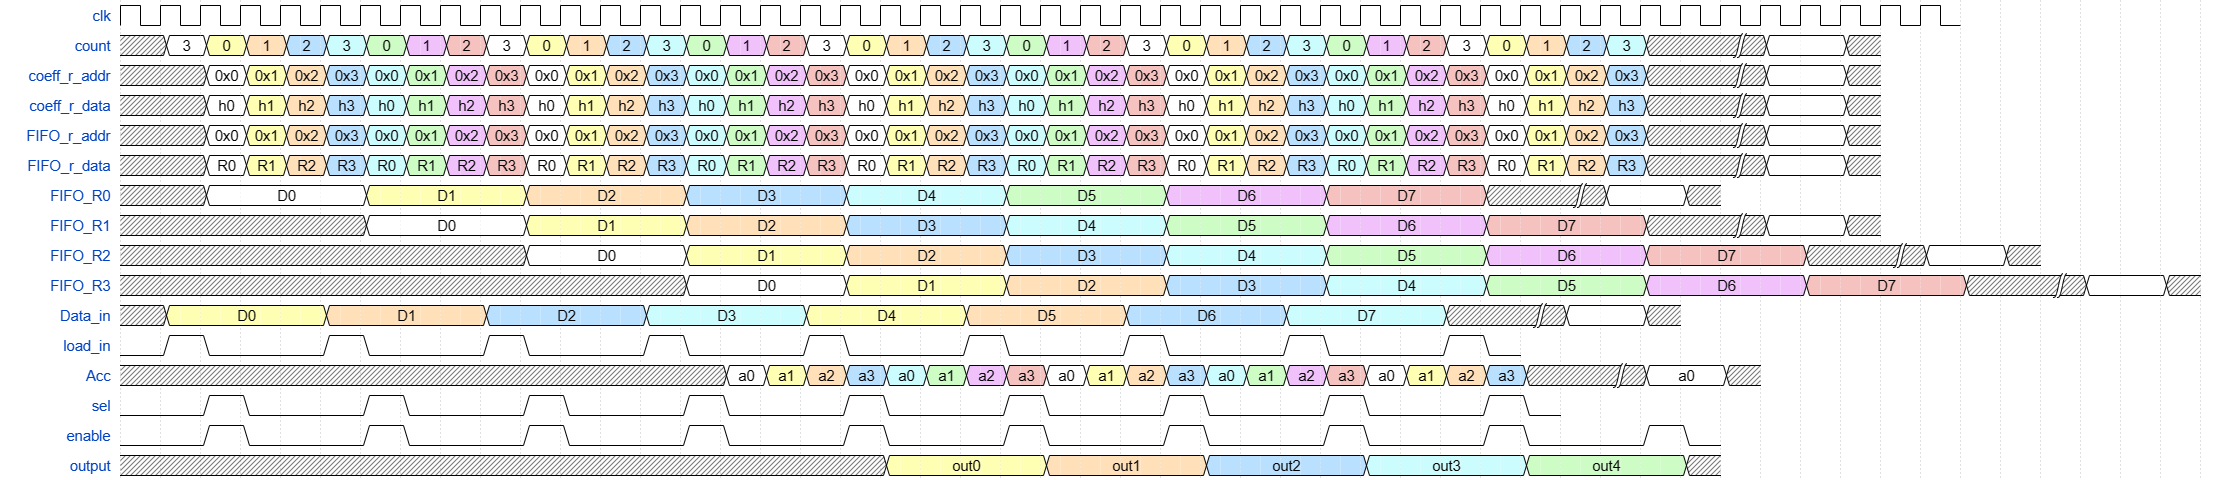 clk
count 3 0 1 2 3 0 1 2 3 0 1 2 3 0 1 2 3 0 1 2 3 0 1 2 3 0 1 2 3 0 1 2 3 0 1 2 3
coeff_r_addr 0x0 0x1 0x2 0x3 0x0 0x1 0x2 0x3 0x0 0x1 0x2 0x3 0x0 0x1 0x2 0x3 0x0 0x1 0x2 0x3 0x0 0x1 0x2 0x3 0x0 0x1 0x2 0x3 0x0 0x1 0x2 0x3 0x0 0x1 0x2 0x3
coeff_r_data h0 h1 h2 h3 h0 h1 h2 h3 h0 h1 h2 h3 h0 h1 h2 h3 h0 h1 h2 h3 h0 h1 h2 h3 h0 h1 h2 h3 h0 h1 h2 h3 h0 h1 h2 h3
FIFO_r_addr 0x0 0x1 0x2 0x3 0x0 0x1 0x2 0x3 0x0 0x1 0x2 0x3 0x0 0x1 0x2 0x3 0x0 0x1 0x2 0x3 0x0 0x1 0x2 0x3 0x0 0x1 0x2 0x3 0x0 0x1 0x2 0x3 0x0 0x1 0x2 0x3
FIFO_r_data R0 R1 R2 R3 R0 R1 R2 R3 R0 R1 R2 R3 R0 R1 R2 R3 R0 R1 R2 R3 R0 R1 R2 R3 R0 R1 R2 R3 R0 R1 R2 R3 R0 R1 R2 R3
FIFO_R0 D0 D1 D2 D3 D4 D5 D6 D7
FIFO_R1 D0 D1 D2 D3 D4 D5 D6 D7
FIFO_R2 D0 D1 D2 D3 D4 D5 D6 D7
FIFO_R3 D0 D1 D2 D3 D4 D5 D6 D7
Data_in D0 D1 D2 D3 D4 D5 D6 D7
load_in
Acc a0 a1 a2 a3 a0 a1 a2 a3 a0 a1 a2 a3 a0 a1 a2 a3 a0 a1 a2 a3 a0
sel
enable
output out0 out1 out2 out3 out4